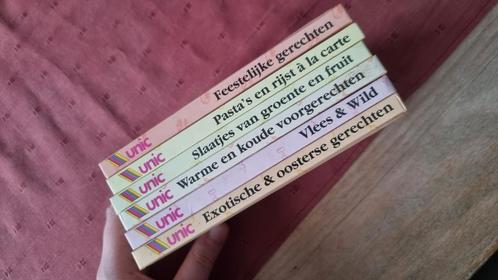 unic Feestelijke gerechten
unic Pasta's en rijst à la carte
unic Slaatjes van groente en fruit
unic Warme en koude voorgerechten
unic Vlees & Wild
unic Exotische & oosterse gerechten